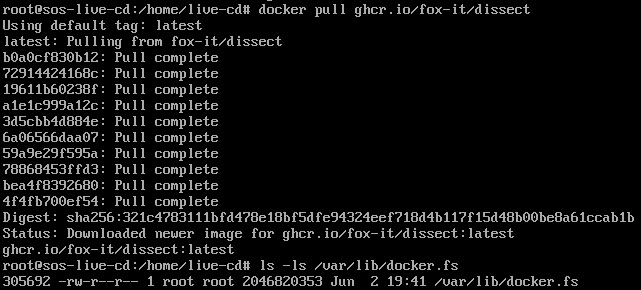 root@sos-live-cd:/home/live-cd# docker pull ghcr.io/fox-it/dissect
Using default tag: latest
latest: Pulling from fox-it/dissect
b0a0cf830b12: Pull complete
72914424168c: Pull complete
19611b60238f: Pull complete
a1e1c999a12c: Pull complete
3d5cbb4d884e: Pull complete
6a06566daa07: Pull complete
59a9e29f595a: Pull complete
78868453ffd3: Pull complete
bea4f8392680: Pull complete
4f4fb700ef54: Pull complete
Digest: sha256:321c4783111bfd478e18bf5dfe94324eef718d4b117f15d48b00be8a61ccab1b
Status: Downloaded newer image for ghcr.io/fox-it/dissect:latest
ghcr.io/fox-it/dissect:latest
root@sos-live-cd:/home/live-cd# ls -ls /var/lib/docker.fs
305692 -rw-r--r-- 1 root root 2046820353 Jun  2 19:41 /var/lib/docker.fs